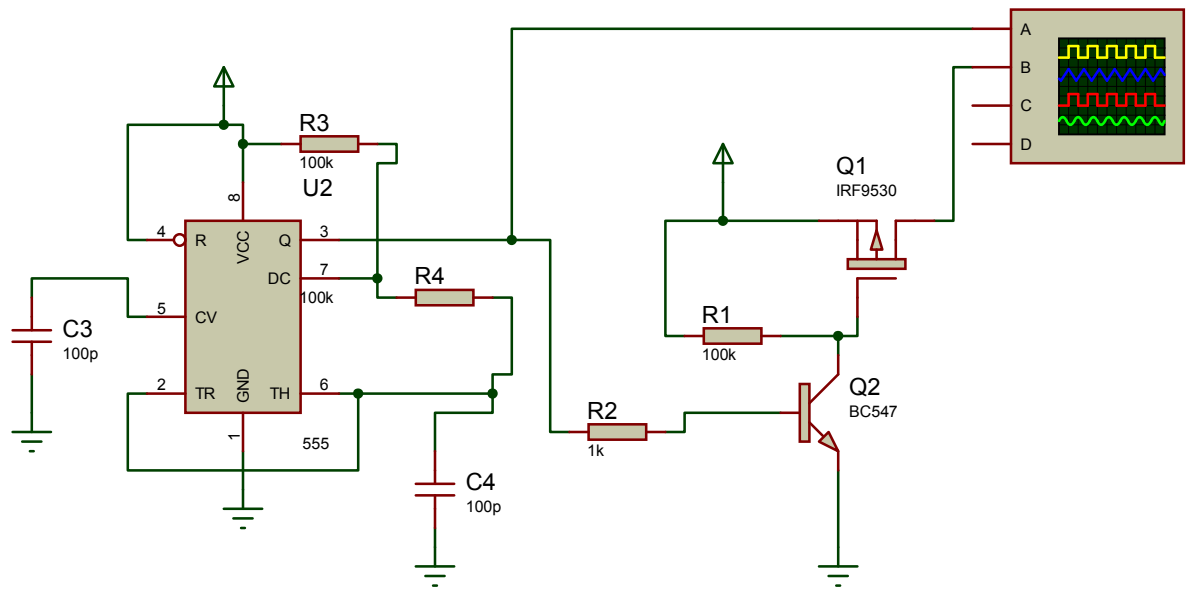 A
B
C
D
R3
100k
U2
8
VCC
4
R
Q
3
DC
7
100k
R4
5
CV
C3
100p
2
TR
GND
TH
6
1
555
C4
100p
R2
1k
Q1
IRF9530
R1
100k
Q2
BC547